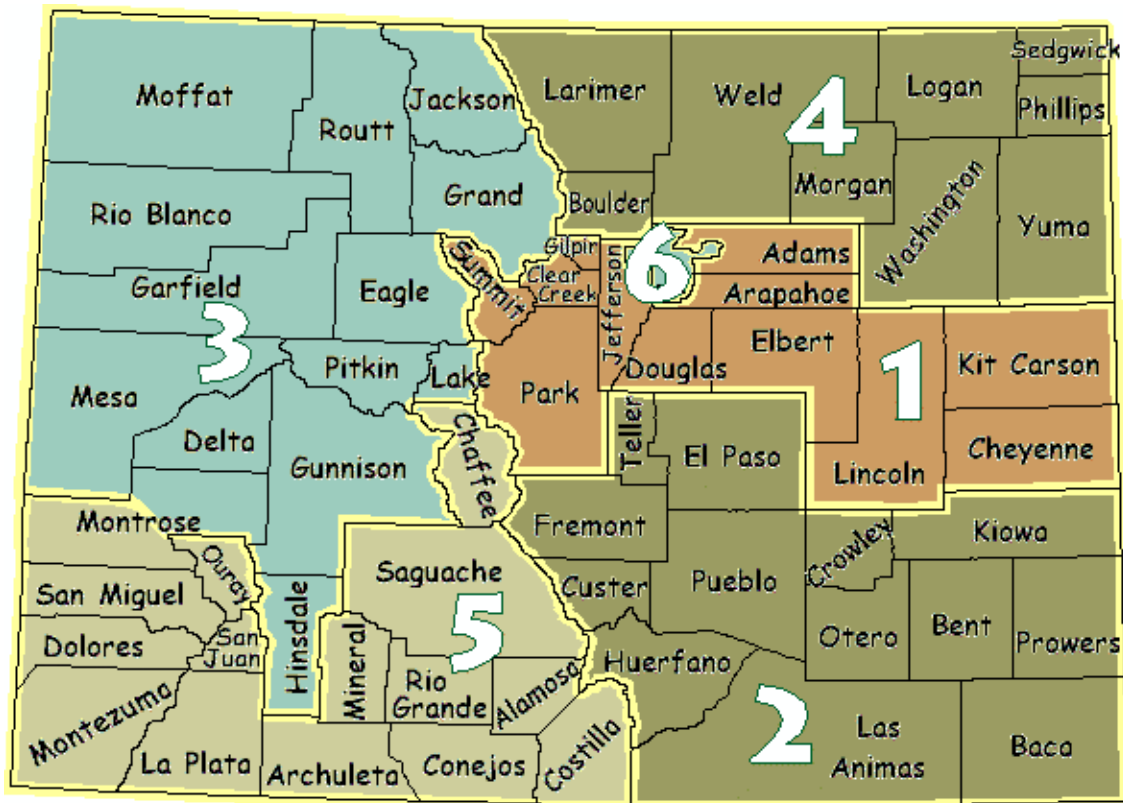 Moffat
Routt
Jackson
Larimer
Weld
Logan
Sedgwick
Phillips
4
Morgan
Washington
Yuma
Rio Blanco
Grand
Boulder
Garfield
3
Eagle
Summit
Gilpin
Clear
Creek
Jefferson
6
Adams
Arapahoe
Mesa
Pitkin
Lake
Park
Douglas
Elbert
1
Kit Carson
Cheyenne
Lincoln
Delta
Gunnison
Chaffee
Teller
El Paso
Montrose
Ouray
San Miguel
Dolores
San
Juan
Hinsdale
Saguache
5
Mineral
Rio
Grande
Alamosa
Fremont
Custer
Pueblo
Crowley
Kiowa
Otero
Bent
Prowers
Huerfano
2
Las
Animas
Baca
Montezuma
La Plata
Archuleta
Conejos
Costilla